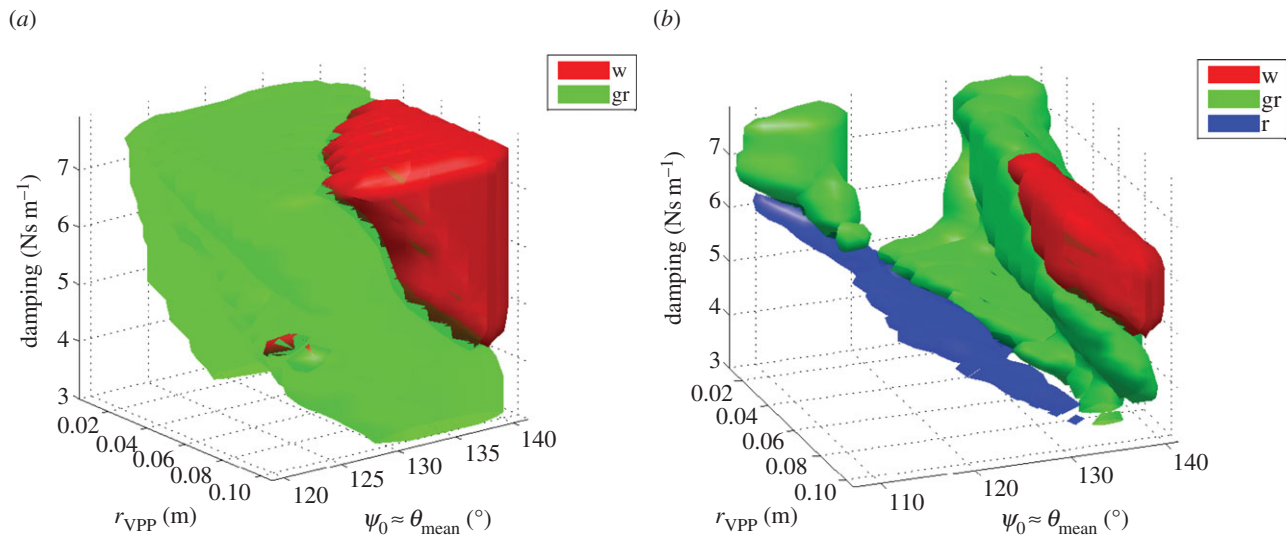 (a)
w
gr
damping (Ns m⁻¹)
7
6
5
4
3
0.02
0.04
0.06
0.08
0.10
r_VPP (m)
120
125
130
135
140
ψ₀ ≈ θ_mean (°)
(b)
w
gr
r
damping (Ns m⁻¹)
7
6
5
4
3
0.02
0.04
0.06
0.08
0.10
r_VPP (m)
110
120
130
140
ψ₀ ≈ θ_mean (°)